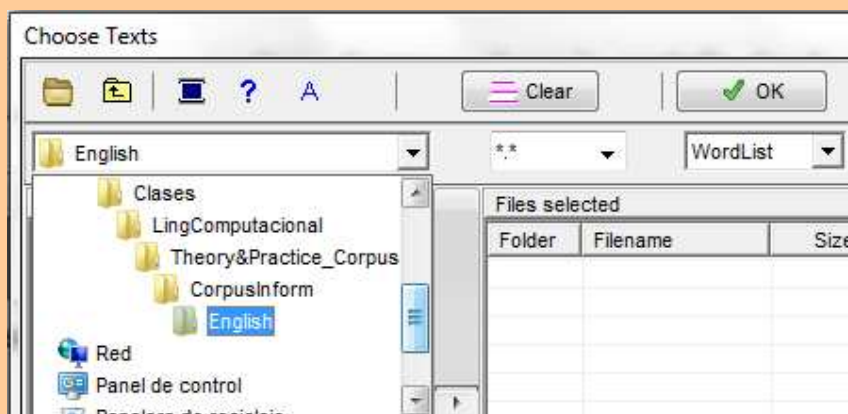 Choose Texts
? A Clear OK
English *.* WordList
Clases
Files selected
LingComputacional
Folder Filename Size
Theory&Practice_Corpus
CorpusInform
English
Red
Panel de control